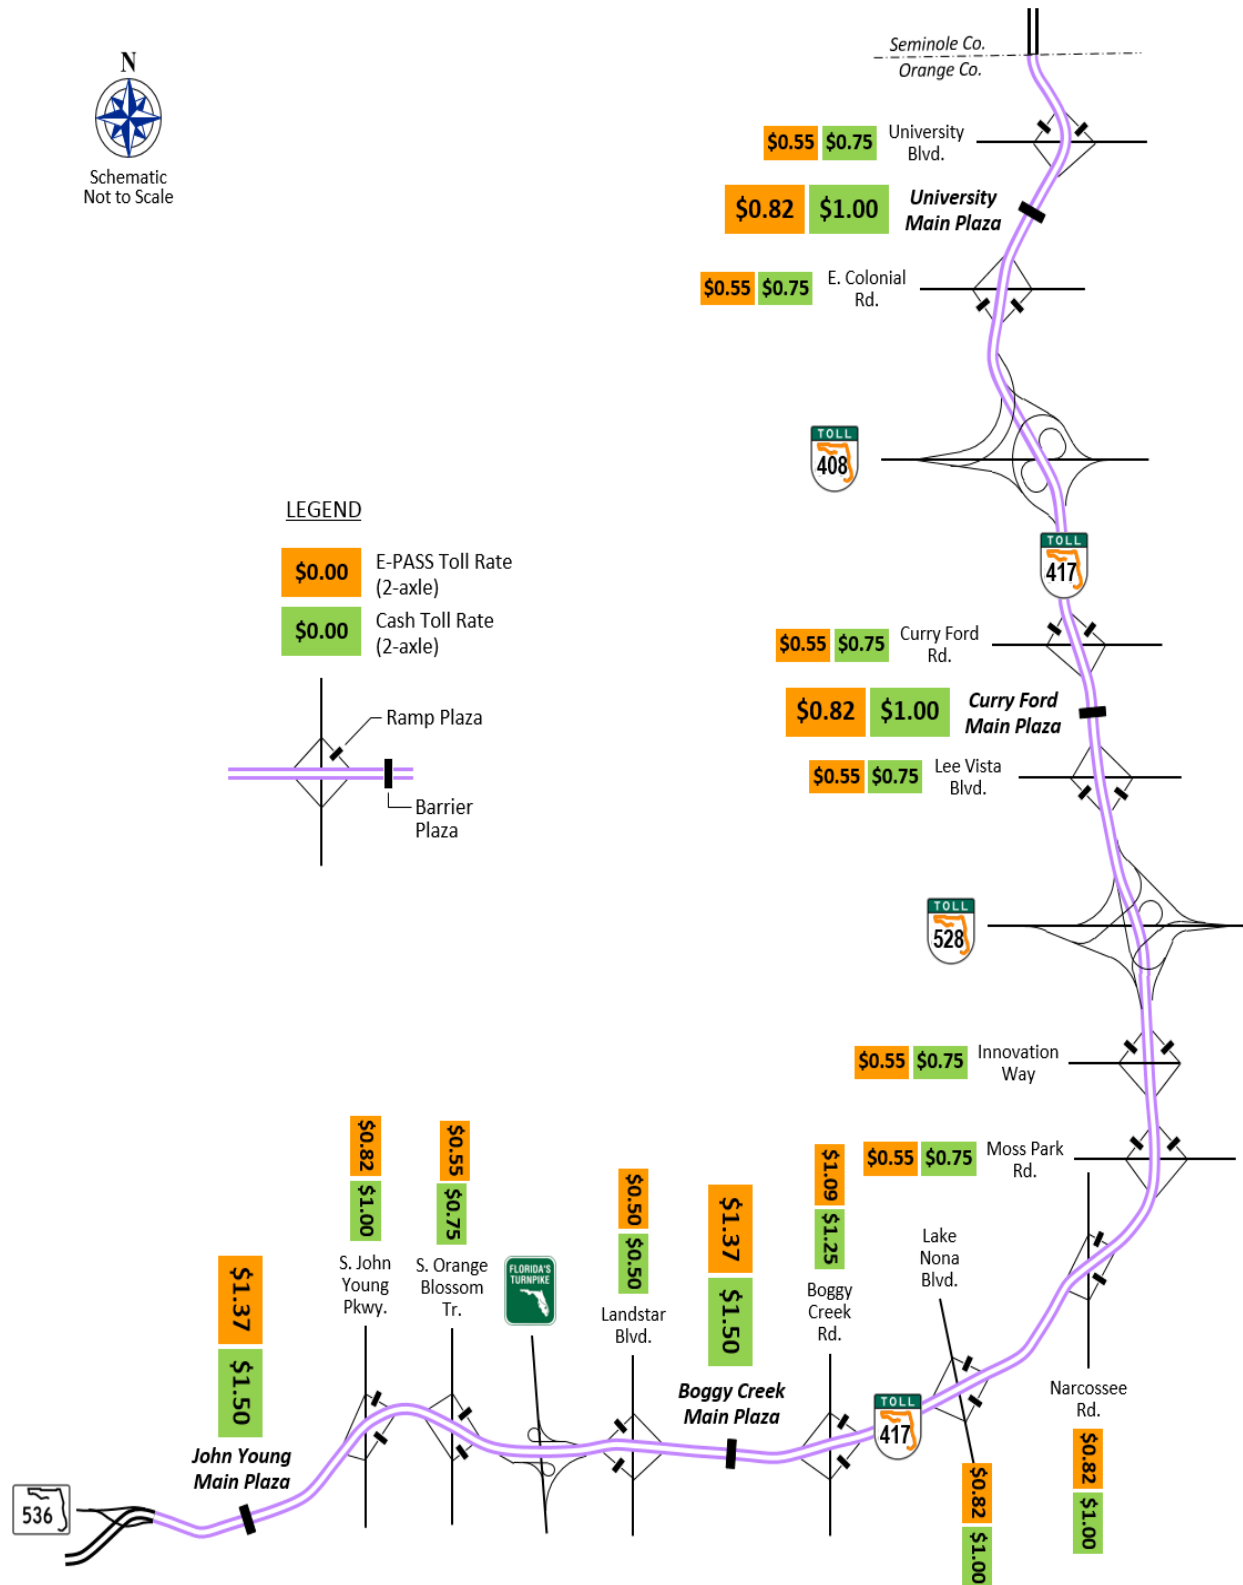 N
Schematic
Not to Scale
Seminole Co.
Orange Co.
$0.55 $0.75 University
Blvd.
$0.82 $1.00 University
Main Plaza
$0.55 $0.75 E. Colonial
Rd.
TOLL
408
TOLL
417
LEGEND
$0.00 E-PASS Toll Rate
(2-axle)
$0.00 Cash Toll Rate
(2-axle)
Ramp Plaza
Barrier
Plaza
$0.55 $0.75 Curry Ford
Rd.
$0.82 $1.00 Curry Ford
Main Plaza
$0.55 $0.75 Lee Vista
Blvd.
TOLL
528
$0.55 $0.75 Innovation
Way
$0.55 $0.75 Moss Park
Rd.
$0.82 $1.00
S. John
Young
Pkwy.
$0.55 $0.75
S. Orange
Blossom
Tr.
FLORIDA'S
TURNPIKE
$0.50 $0.50
Landstar
Blvd.
$1.37 $1.50
Boggy Creek
Main Plaza
$1.09 $1.25
Boggy
Creek
Rd.
Lake
Nona
Blvd.
$0.82 $1.00
Narcossee
Rd.
$0.82 $1.00
TOLL
417
$1.37 $1.50
John Young
Main Plaza
536